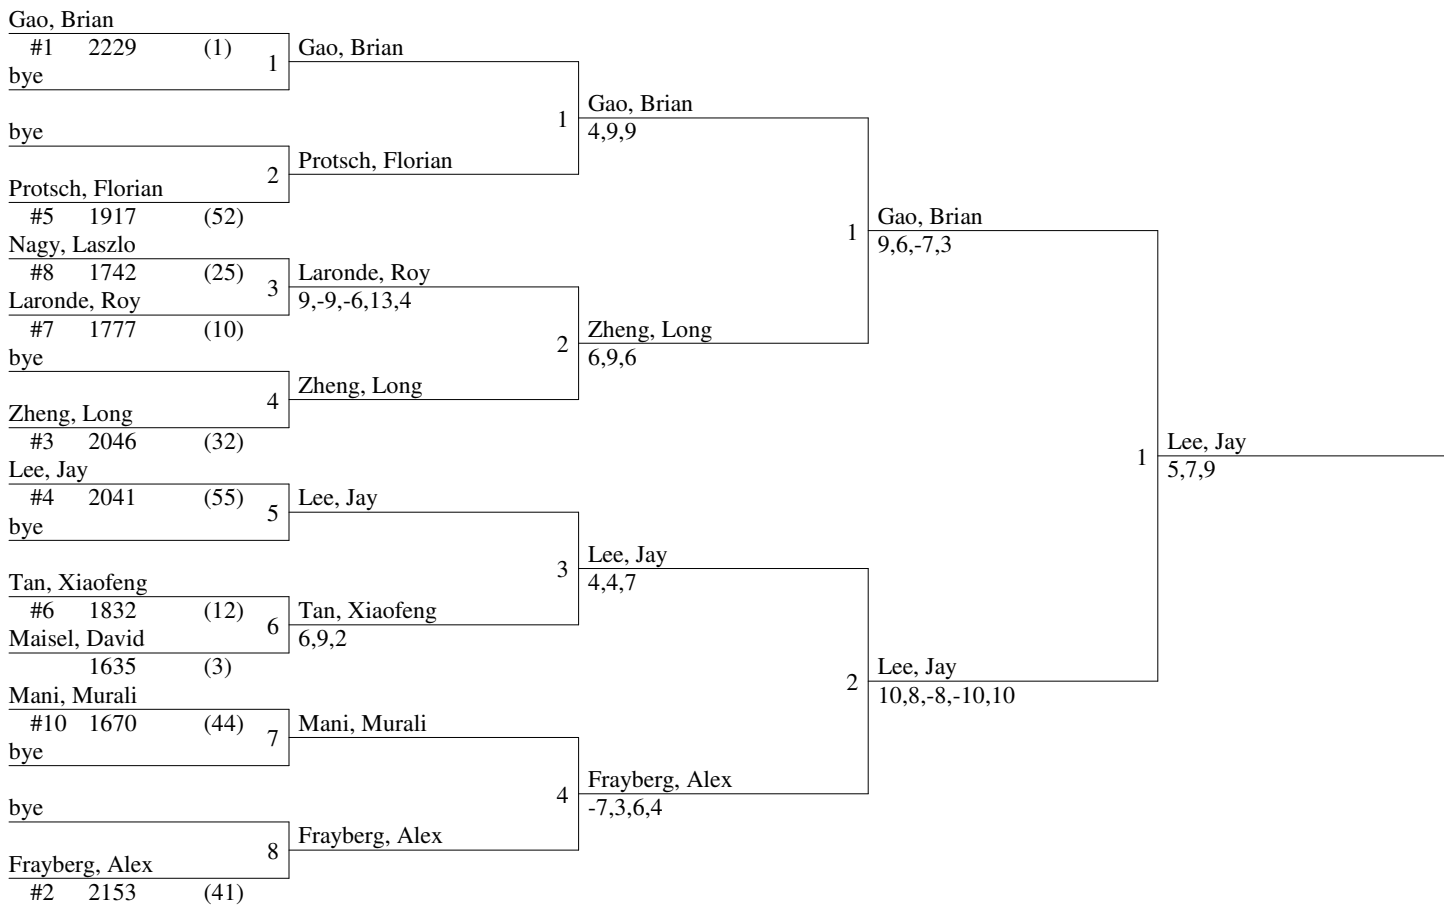 Gao, Brian
#1 2229 (1)
bye
1
Gao, Brian
bye
2
Protsch, Florian
Protsch, Florian
#5 1917 (52)
1
Gao, Brian
4,9,9
Nagy, Laszlo
#8 1742 (25)
Laronde, Roy
#7 1777 (10)
3
Laronde, Roy
9,-9,-6,13,4
bye
4
Zheng, Long
Zheng, Long
#3 2046 (32)
2
Zheng, Long
6,9,6
1
Gao, Brian
9,6,-7,3
Lee, Jay
#4 2041 (55)
bye
5
Lee, Jay
Tan, Xiaofeng
#6 1832 (12)
Maisel, David
1635 (3)
6
Tan, Xiaofeng
6,9,2
3
Lee, Jay
4,4,7
Mani, Murali
#10 1670 (44)
bye
7
Mani, Murali
bye
8
Frayberg, Alex
Frayberg, Alex
#2 2153 (41)
4
Frayberg, Alex
-7,3,6,4
2
Lee, Jay
10,8,-8,-10,10
1
Lee, Jay
5,7,9